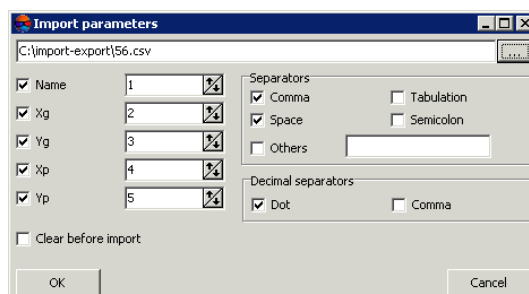 Import parameters
C:\import-export\56.csv
...
Name 1
Xg 2
Yg 3
Xp 4
Yp 5
Clear before import
Separators
Comma Tabulation
Space Semicolon
Others
Decimal separators
Dot Comma
OK Cancel